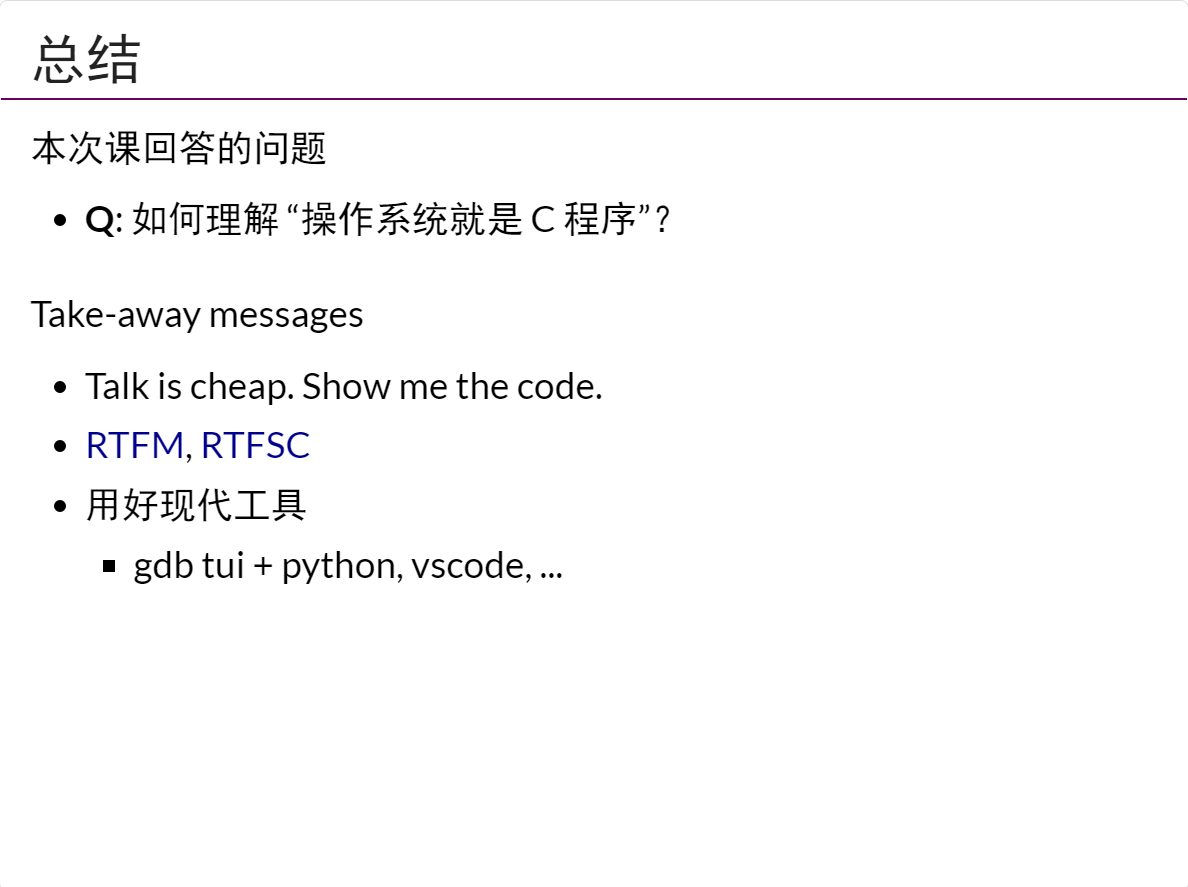 总结
本次课回答的问题
Q: 如何理解 “操作系统就是 C 程序”？
Take-away messages
Talk is cheap. Show me the code.
RTFM, RTFSC
用好现代工具
gdb tui + python, vscode, ...